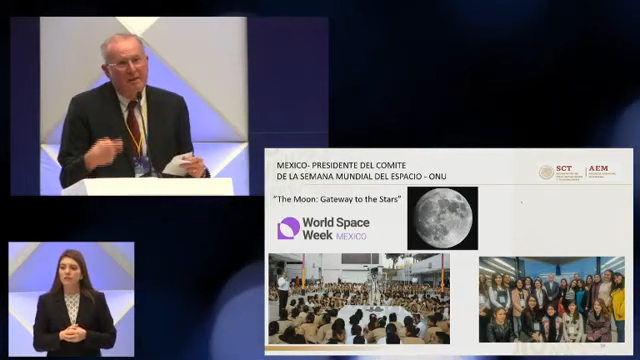 MEXICO- PRESIDENTE DEL COMITE
DE LA SEMANA MUNDIAL DEL ESPACIO - ONU
SCT
AEM
"The Moon: Gateway to the Stars"
World Space
Week MEXICO